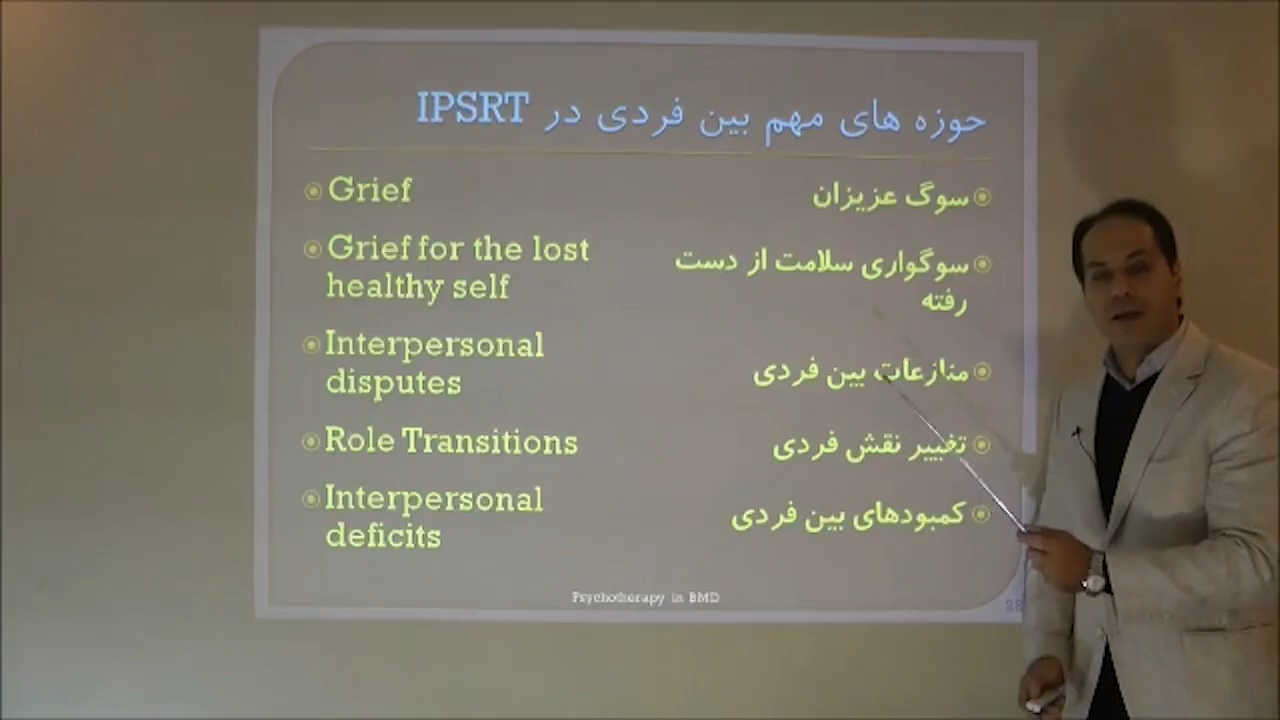 حوزه های مهم بین فردی در IPSRT
Grief
Grief for the lost
healthy self
Interpersonal
disputes
Role Transitions
Interpersonal
deficits
سوگ عزیزان
سوگواری سلامت از دست
رفته
منازعات بین فردی
تغییر نقش فردی
کمبودهای بین فردی
Psychotherapy in BMD
38